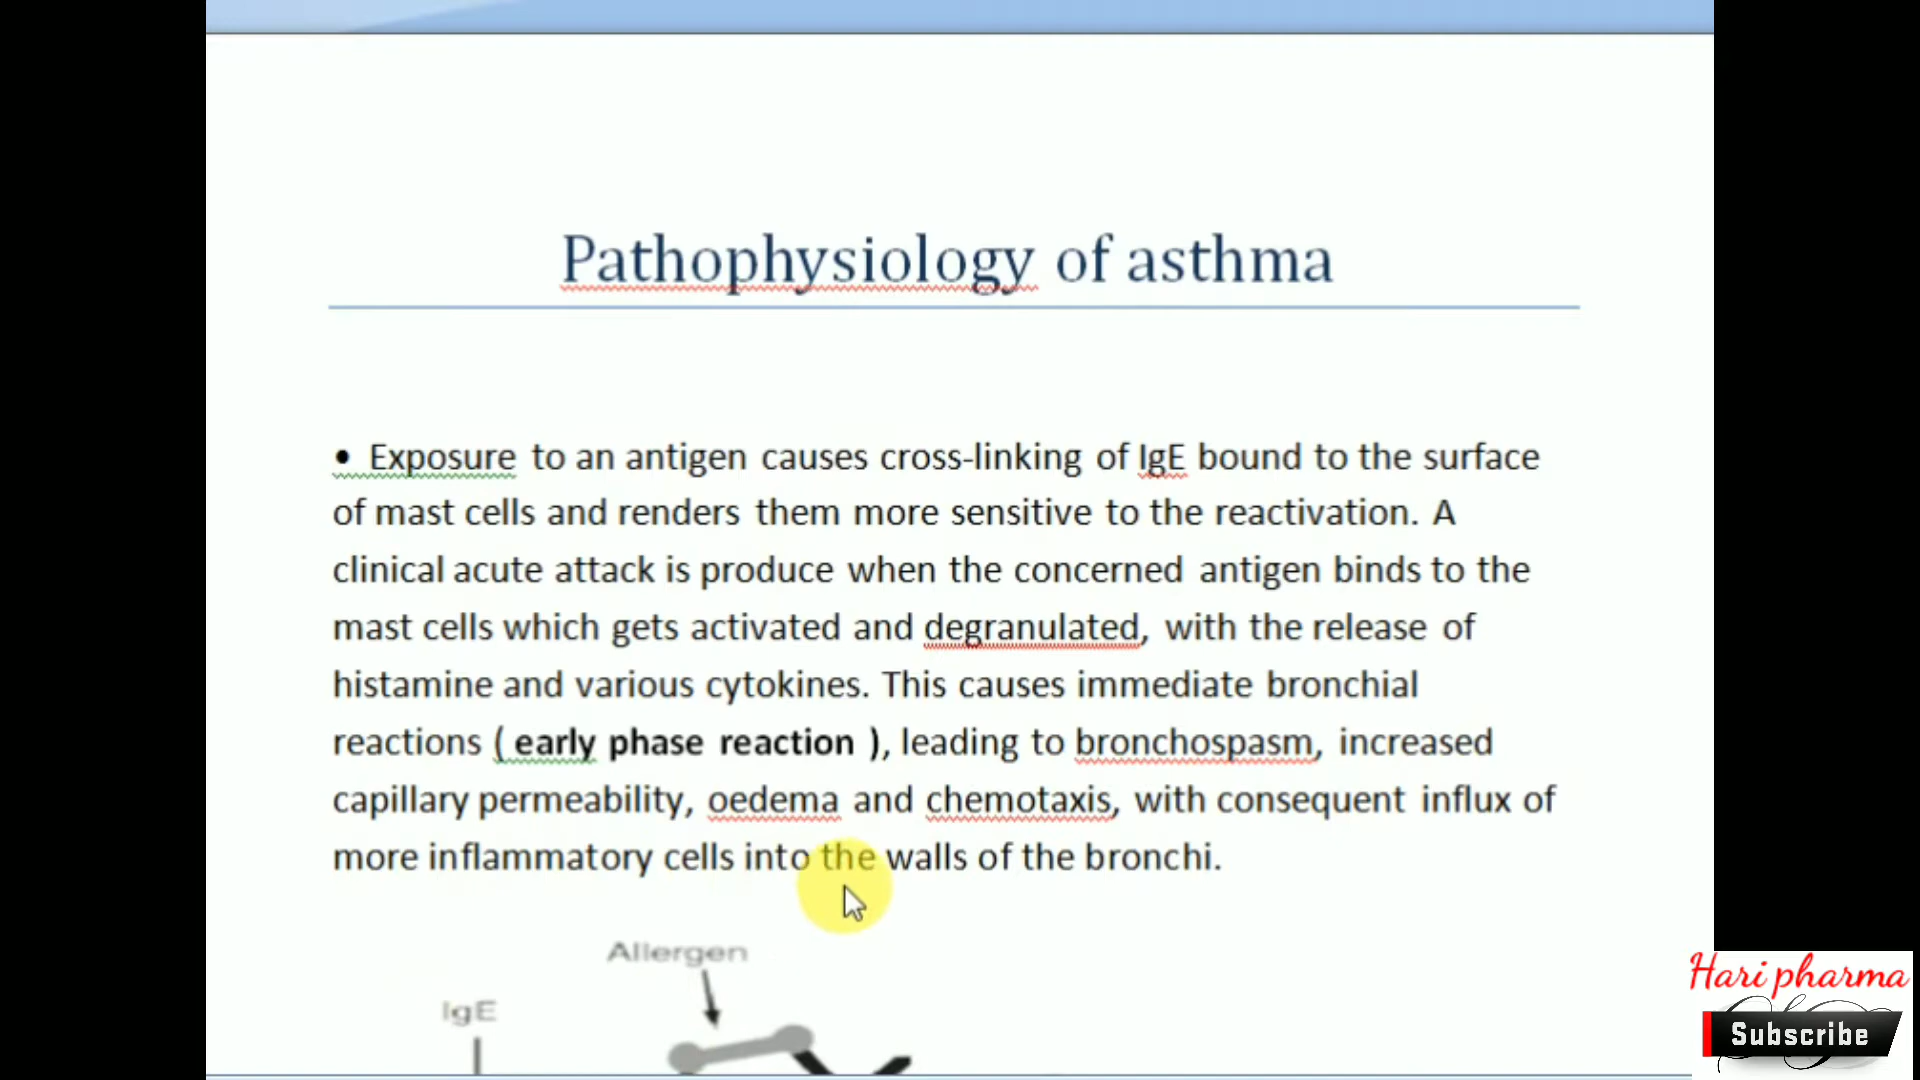 Pathophysiology of asthma
• Exposure to an antigen causes cross-linking of IgE bound to the surface
of mast cells and renders them more sensitive to the reactivation. A
clinical acute attack is produce when the concerned antigen binds to the
mast cells which gets activated and degranulated, with the release of
histamine and various cytokines. This causes immediate bronchial
reactions ( early phase reaction ), leading to bronchospasm, increased
capillary permeability, oedema and chemotaxis, with consequent influx of
more inflammatory cells into the walls of the bronchi.
Allergen
IgE
Hari pharma
Subscribe